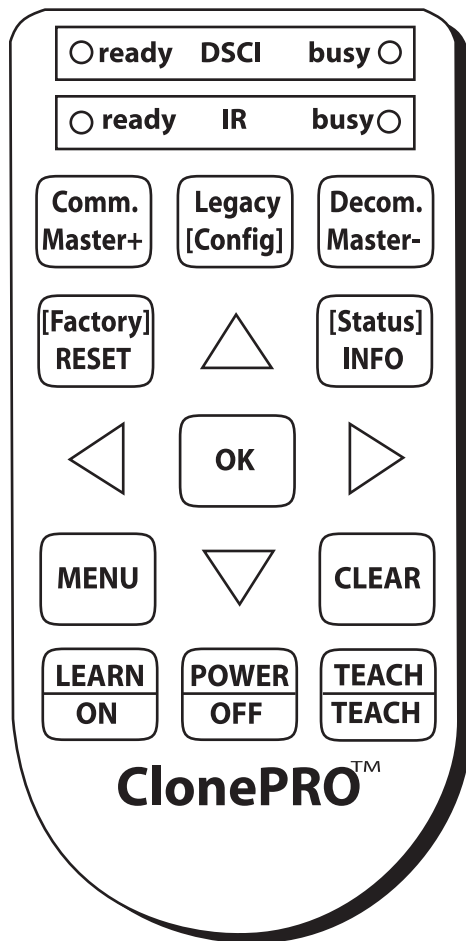 ready DSCI busy
ready IR busy
Comm. Legacy Decom.
Master+ [Config] Master-
[Factory] [Status]
RESET INFO
OK
MENU CLEAR
LEARN POWER TEACH
ON OFF TEACH
ClonePRO™